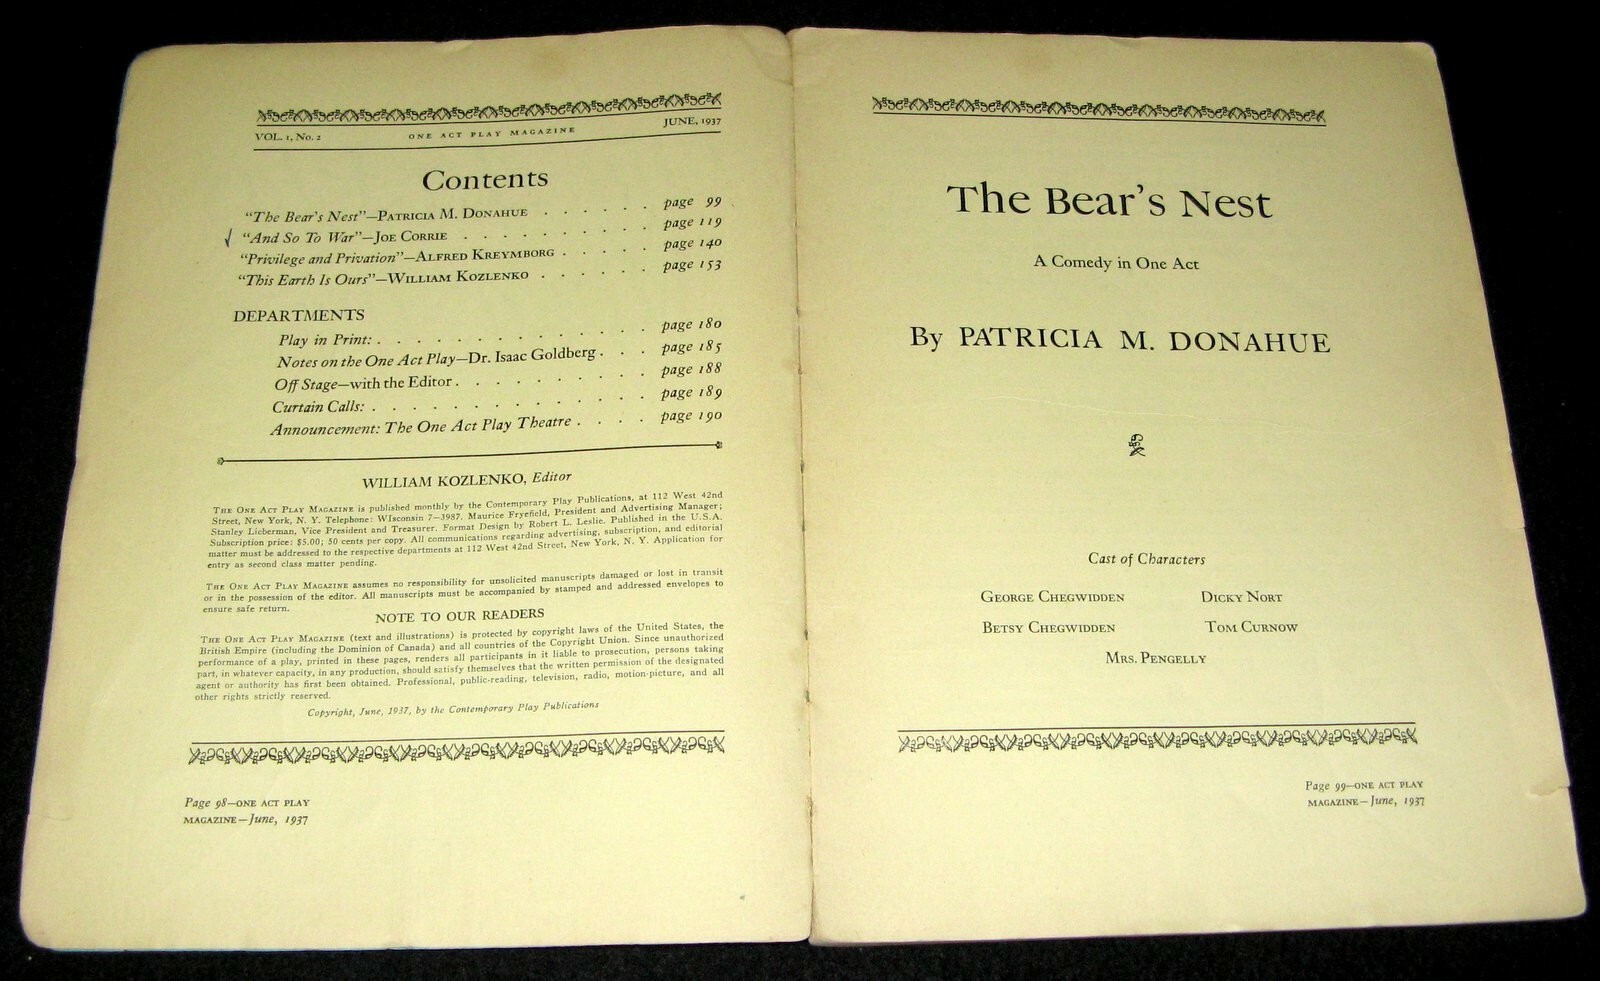 VOL. 1, No. 2 ONE ACT PLAY MAGAZINE JUNE, 1937
Contents
"The Bear's Nest"—PATRICIA M. DONAHUE . . . . . . page 99
"And So To War"—JOE CORRIE . . . . . . . . . page 119
"Privilege and Privation"—ALFRED KREYMBORG . . . . . page 140
"This Earth Is Ours"—WILLIAM KOZLENKO . . . . . . page 153
DEPARTMENTS
Play in Print: . . . . . . . . . . . . . page 180
Notes on the One Act Play—Dr. Isaac Goldberg . . . page 185
Off Stage—with the Editor . . . . . . . . . page 188
Curtain Calls: . . . . . . . . . . . . . page 189
Announcement: The One Act Play Theatre . . . . page 190
WILLIAM KOZLENKO, Editor
THE ONE ACT PLAY MAGAZINE is published monthly by the Contemporary Play Publications, at 112 West 42nd
Street, New York, N. Y. Telephone: WIsconsin 7-3987. Maurice Fryefield, President and Advertising Manager;
Stanley Lieberman, Vice President and Treasurer. Format Design by Robert L. Leslie. Published in the U.S.A.
Subscription price: $5.00; 50 cents per copy. All communications regarding advertising, subscription, and editorial
matter must be addressed to the respective departments at 112 West 42nd Street, New York, N. Y. Application for
entry as second class matter pending.
THE ONE ACT PLAY MAGAZINE assumes no responsibility for unsolicited manuscripts damaged or lost in transit
or in the possession of the editor. All manuscripts must be accompanied by stamped and addressed envelopes to
ensure safe return.
NOTE TO OUR READERS
THE ONE ACT PLAY MAGAZINE (text and illustrations) is protected by copyright laws of the United States, the
British Empire (including the Dominion of Canada) and all countries of the Copyright Union. Since unauthorized
performance of a play, printed in these pages, renders all participants in it liable to prosecution, persons taking
part, in whatever capacity, in any production, should satisfy themselves that the written permission of the designated
agent or authority has first been obtained. Professional, public-reading, television, radio, motion-picture, and all
other rights strictly reserved.
Copyright, June, 1937, by the Contemporary Play Publications
Page 98—ONE ACT PLAY
MAGAZINE—June, 1937
The Bear's Nest
A Comedy in One Act
By PATRICIA M. DONAHUE
Cast of Characters
GEORGE CHEGWIDDEN DICKY NORT
BETSY CHEGWIDDEN TOM CURNOW
MRS. PENGELLY
Page 99—ONE ACT PLAY
MAGAZINE—June, 1937